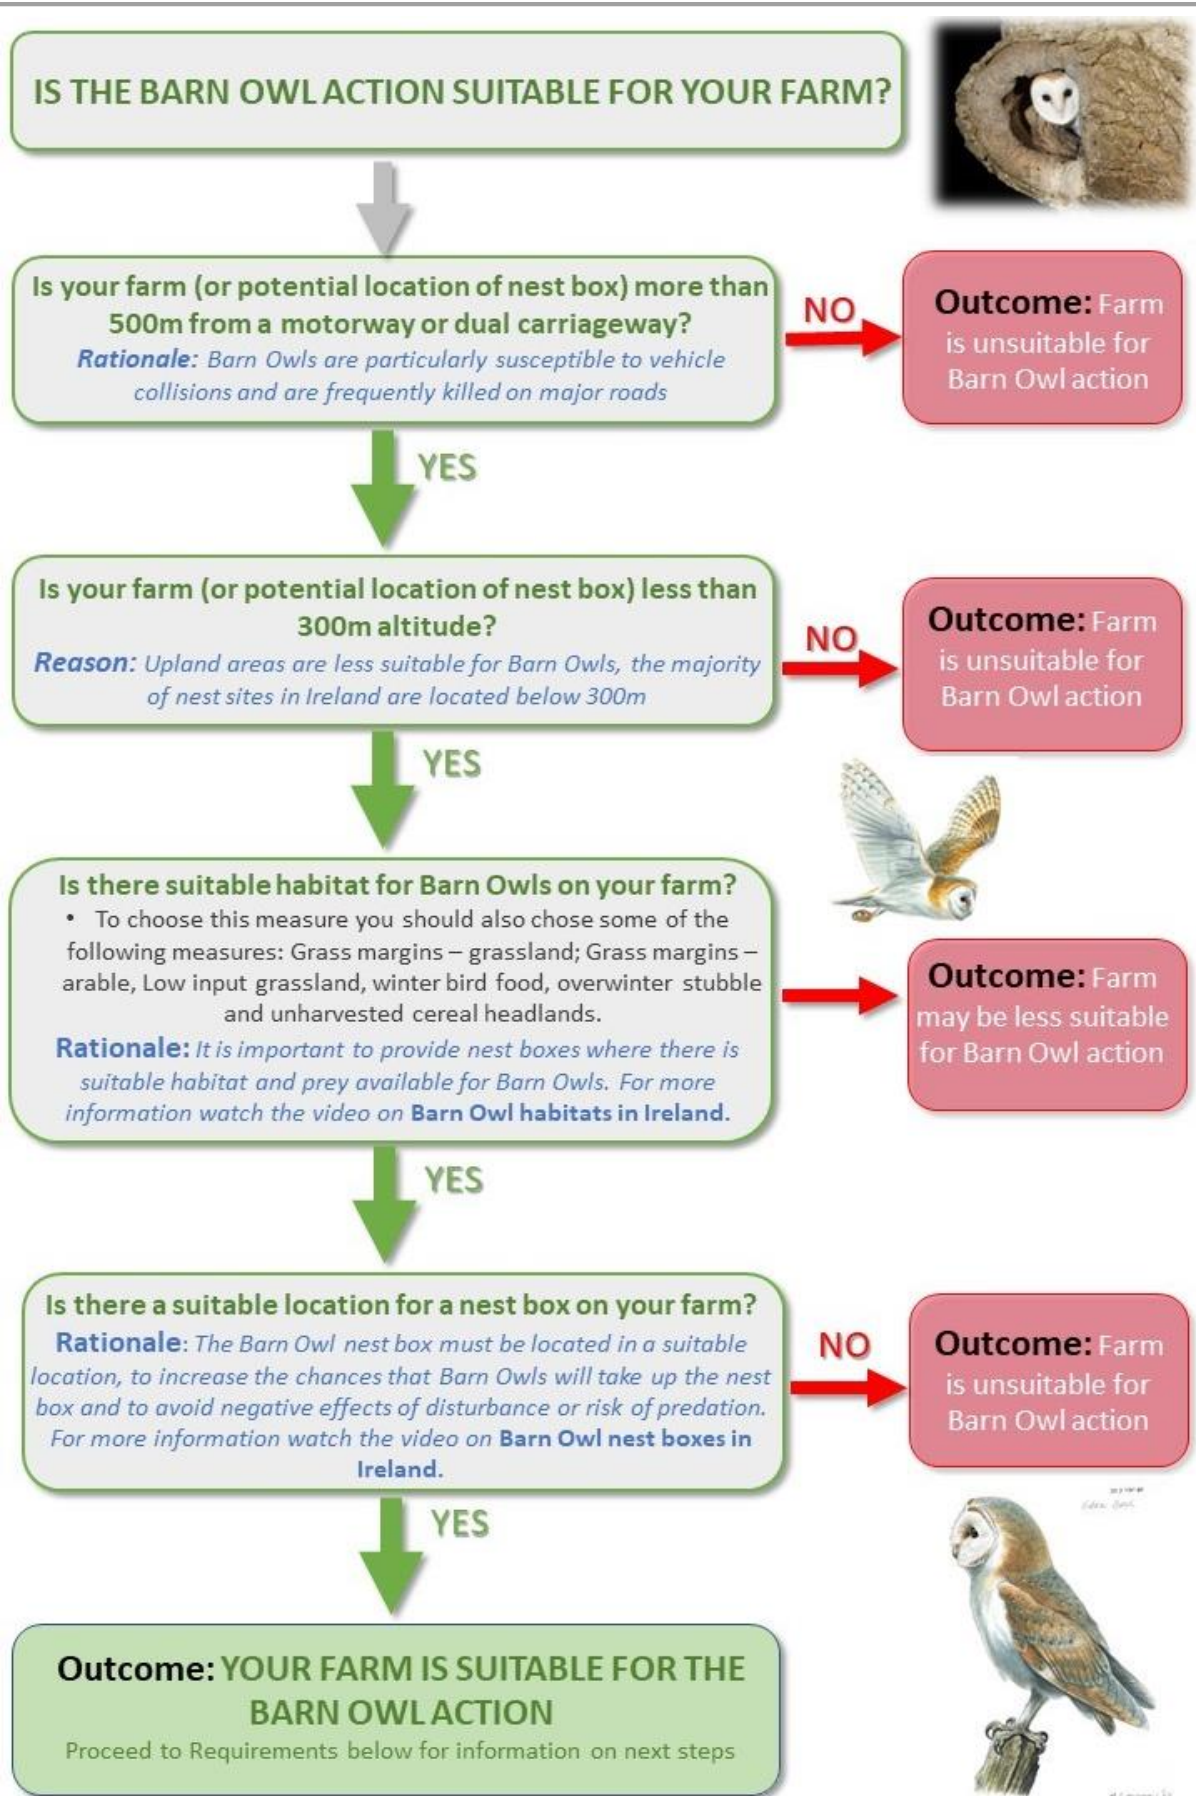 IS THE BARN OWL ACTION SUITABLE FOR YOUR FARM?
Is your farm (or potential location of nest box) more than
500m from a motorway or dual carriageway?
Rationale: Barn Owls are particularly susceptible to vehicle
collisions and are frequently killed on major roads
NO
Outcome: Farm
is unsuitable for
Barn Owl action
YES
Is your farm (or potential location of nest box) less than
300m altitude?
Reason: Upland areas are less suitable for Barn Owls, the majority
of nest sites in Ireland are located below 300m
NO
Outcome: Farm
is unsuitable for
Barn Owl action
YES
Is there suitable habitat for Barn Owls on your farm?
• To choose this measure you should also chose some of the
following measures: Grass margins – grassland; Grass margins –
arable, Low input grassland, winter bird food, overwinter stubble
and unharvested cereal headlands.
Rationale: It is important to provide nest boxes where there is
suitable habitat and prey available for Barn Owls. For more
information watch the video on Barn Owl habitats in Ireland.
Outcome: Farm
may be less suitable
for Barn Owl action
YES
Is there a suitable location for a nest box on your farm?
Rationale: The Barn Owl nest box must be located in a suitable
location, to increase the chances that Barn Owls will take up the nest
box and to avoid negative effects of disturbance or risk of predation.
For more information watch the video on Barn Owl nest boxes in
Ireland.
NO
Outcome: Farm
is unsuitable for
Barn Owl action
YES
Outcome: YOUR FARM IS SUITABLE FOR THE
BARN OWL ACTION
Proceed to Requirements below for information on next steps